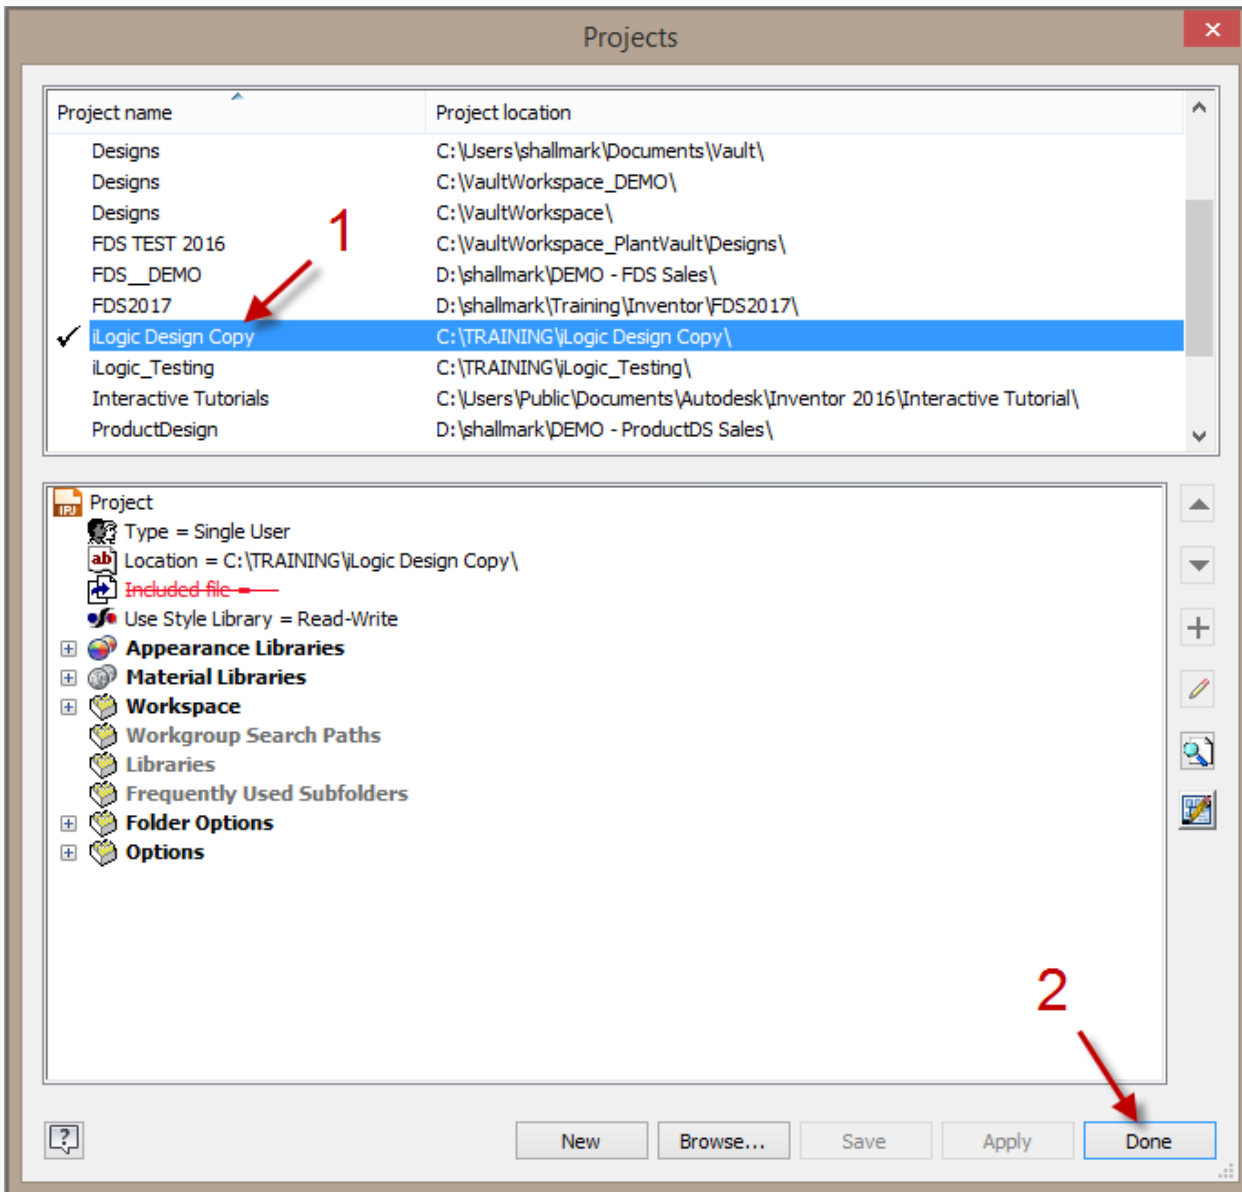 Projects
Project name Project location
Designs C:\Users\shallmark\Documents\Vault\
Designs C:\VaultWorkspace_DEMO\
Designs C:\VaultWorkspace\
1
FDS TEST 2016 C:\VaultWorkspace_PlantVault\Designs\
FDS__DEMO D:\shallmark\DEMO - FDS Sales\
FDS2017 D:\shallmark\Training\Inventor\FDS2017\
iLogic Design Copy C:\TRAINING\iLogic Design Copy\
iLogic_Testing C:\TRAINING\iLogic_Testing\
Interactive Tutorials C:\Users\Public\Documents\Autodesk\Inventor 2016\Interactive Tutorial\
ProductDesign D:\shallmark\DEMO - ProductDS Sales\
IPJ Project
Type = Single User
ab Location = C:\TRAINING\iLogic Design Copy\
Included file =
Use Style Library = Read-Write
Appearance Libraries
Material Libraries
Workspace
Workgroup Search Paths
Libraries
Frequently Used Subfolders
Folder Options
Options
2
? New Browse... Save Apply Done